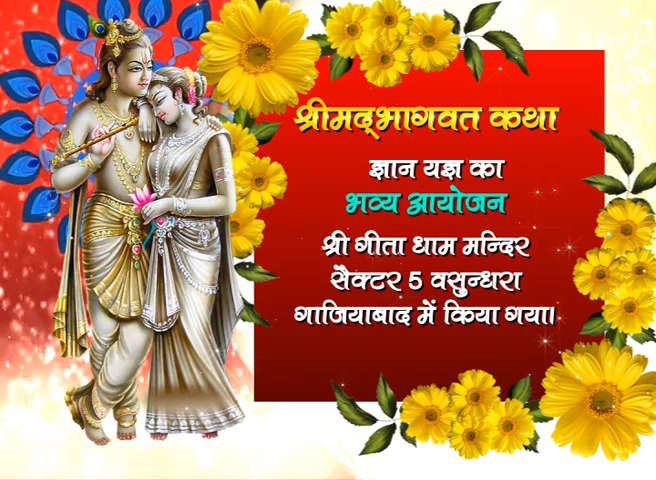 श्रीमद्भागवत कथा
ज्ञान यज्ञ का
भव्य आयोजन
श्री गीता धाम मन्दिर
सैक्टर 5 वसुन्धरा
गाजियाबाद में किया गया।